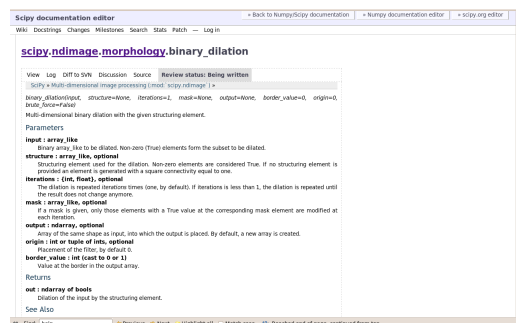 Scipy documentation editor
» Back to Numpy/Scipy documentation
» Numpy documentation editor
» scipy.org editor
Wiki Docstrings Changes Milestones Search Stats Patch — Log in
scipy.ndimage.morphology.binary_dilation
View Log Diff to SVN Discussion Source Review status: Being written
SciPy » Multi-dimensional image processing (:mod:`scipy.ndimage`) »
binary_dilation(input, structure=None, iterations=1, mask=None, output=None, border_value=0, origin=0,
brute_force=False)
Multi-dimensional binary dilation with the given structuring element.
Parameters
input : array_like
Binary array_like to be dilated. Non-zero (True) elements form the subset to be dilated.
structure : array_like, optional
Structuring element used for the dilation. Non-zero elements are considered True. If no structuring element is
provided an element is generated with a square connectivity equal to one.
iterations : {int, float}, optional
The dilation is repeated iterations times (one, by default). If iterations is less than 1, the dilation is repeated until
the result does not change anymore.
mask : array_like, optional
If a mask is given, only those elements with a True value at the corresponding mask element are modified at
each iteration.
output : ndarray, optional
Array of the same shape as input, into which the output is placed. By default, a new array is created.
origin : int or tuple of ints, optional
Placement of the filter, by default 0.
border_value : int (cast to 0 or 1)
Value at the border in the output array.
Returns
out : ndarray of bools
Dilation of the input by the structuring element.
See Also